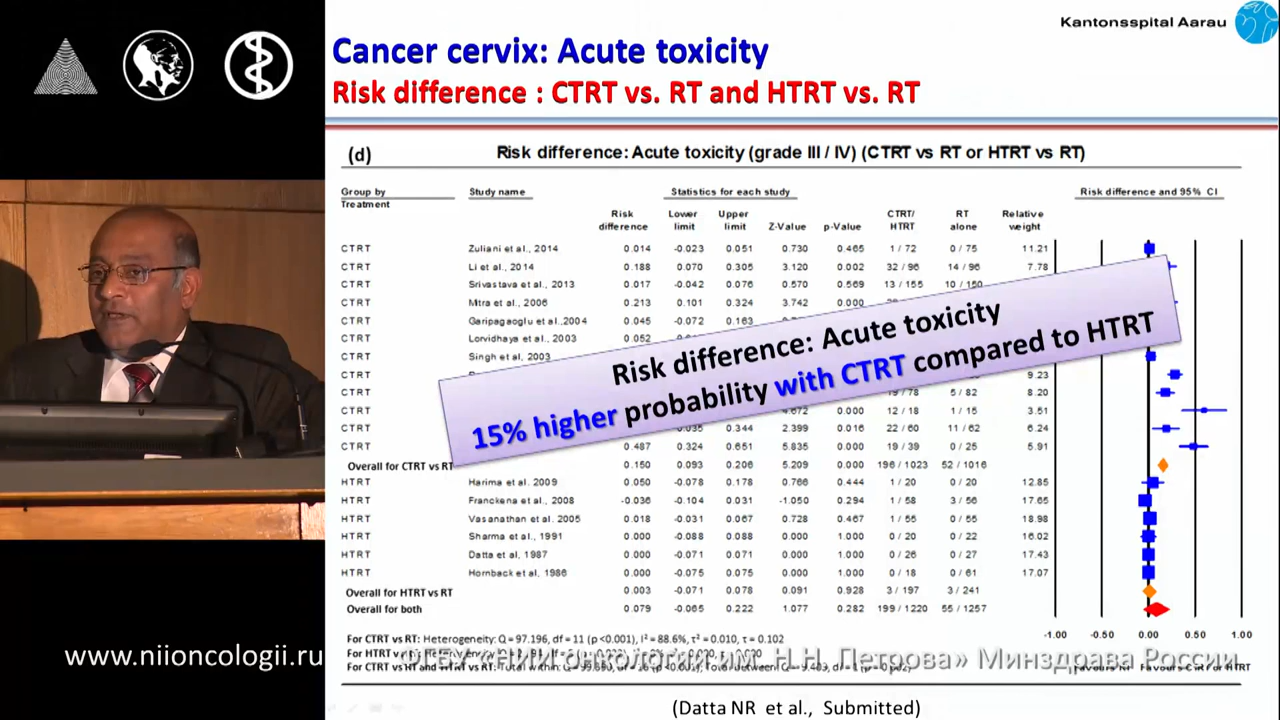 Kantonsspital Aarau
Cancer cervix: Acute toxicity
Risk difference : CTRT vs. RT and HTRT vs. RT
(d) Risk difference: Acute toxicity (grade III / IV) (CTRT vs RT or HTRT vs RT)
Group by Treatment Study name Statistics for each study Risk difference and 95% CI
Risk difference Lower limit Upper limit Z-Value p-Value CTRT/ HTRT RT alone Relative weight
CTRT Zuliani et al., 2014 0.014 -0.023 0.051 0.730 0.465 1 / 72 0 / 75 11.21
CTRT Li et al., 2014 0.188 0.070 0.305 3.120 0.002 32 / 96 14 / 96 7.78
CTRT Srivastava et al., 2013 0.017 -0.042 0.076 0.570 0.569 13 / 155 10 / 150
CTRT Mitra et al., 2006 0.213 0.101 0.324 3.742 0.000
CTRT Garipagaoglu et al.,2004 0.045 -0.072 0.163
CTRT Lorvidhaya et al., 2003 0.052
CTRT Singh et al., 2003
CTRT 9.23
CTRT 19 / 78 5 / 82 8.20
CTRT 4.672 0.000 12 / 18 1 / 15 3.51
CTRT 0.035 0.344 2.399 0.016 22 / 60 11 / 62 6.24
CTRT 0.487 0.324 0.651 5.835 0.000 19 / 39 0 / 25 5.91
Overall for CTRT vs RT 0.150 0.093 0.206 5.209 0.000 196 / 1023 52 / 1016
HTRT Harima et al. 2009 0.050 -0.078 0.178 0.766 0.444 1 / 20 0 / 20 12.85
HTRT Franckena et al., 2008 -0.036 -0.104 0.031 -1.050 0.294 1 / 58 3 / 56 17.65
HTRT Vasanathan et al. 2005 0.018 -0.031 0.067 0.728 0.467 1 / 55 0 / 55 18.98
HTRT Sharma et al., 1991 0.000 -0.088 0.088 0.000 1.000 0 / 20 0 / 22 16.02
HTRT Datta et al, 1987 0.000 -0.071 0.071 0.000 1.000 0 / 26 0 / 27 17.43
HTRT Hornback et al, 1986 0.000 -0.075 0.075 0.000 1.000 0 / 18 0 / 61 17.07
Overall for HTRT vs RT 0.003 -0.071 0.078 0.091 0.928 3 / 197 3 / 241
Overall for both 0.079 -0.065 0.222 1.077 0.282 199 / 1220 55 / 1257
-1.00 -0.50 0.00 0.50 1.00
Risk difference: Acute toxicity
15% higher probability with CTRT compared to HTRT
For CTRT vs RT: Heterogeneity: Q = 97.196, df = 11 (p <0.001), I² = 88.6%, τ² = 0.010, τ = 0.102
www.niioncologii.ru ФГБУ «НИИ онкологии им. Н.Н. Петрова» Минздрава России
(Datta NR et al., Submitted)